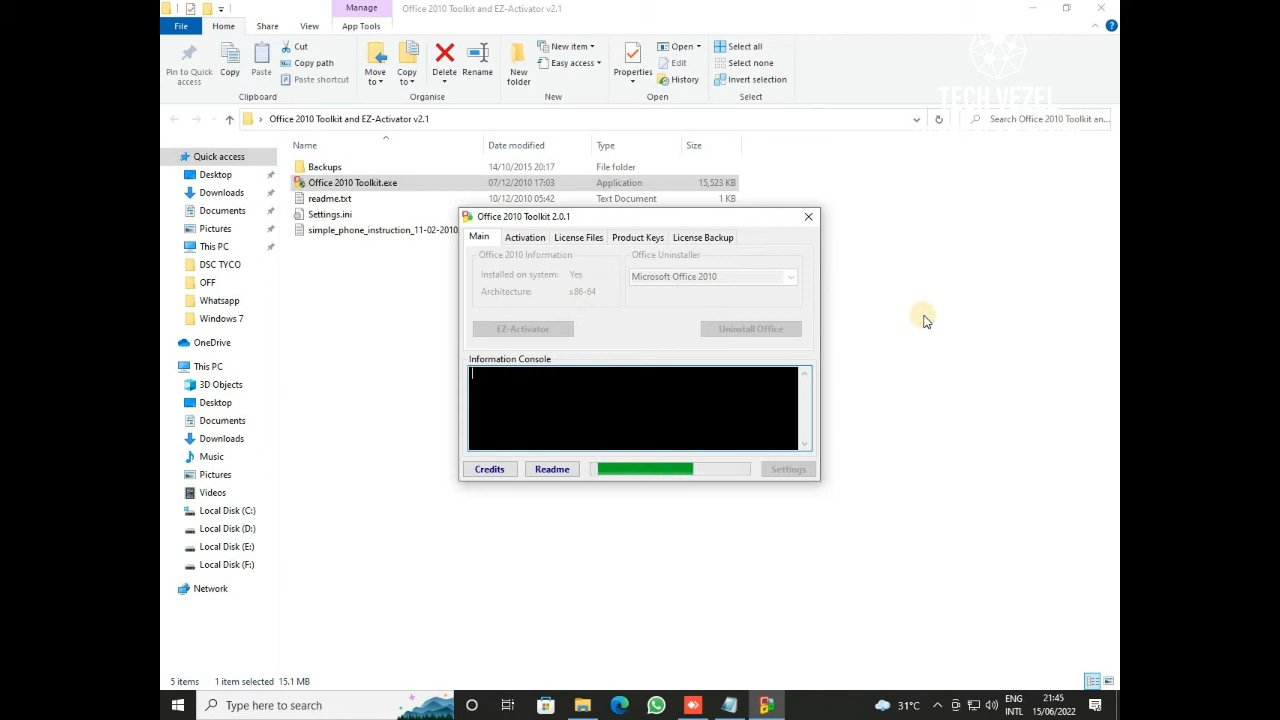 Manage
Office 2010 Toolkit and EZ-Activator v2.1
File
Home
Share
View
App Tools
Pin to Quick
access
Copy
Paste
Cut
Copy path
Paste shortcut
Clipboard
Move
to
Copy
to
Delete
Rename
Organise
New
folder
New item
Easy access
New
Properties
Open
Edit
History
Open
Select all
Select none
Invert selection
Select
TECH VEZEL
Office 2010 Toolkit and EZ-Activator v2.1
Search Office 2010 Toolkit an...
Name
Date modified
Type
Size
Backups
14/10/2015 20:17
File folder
Office 2010 Toolkit.exe
07/12/2010 17:03
Application
15,523 KB
readme.txt
10/12/2010 05:42
Text Document
1 KB
Settings.ini
simple_phone_instruction_11-02-2010.
Quick access
Desktop
Downloads
Documents
Pictures
This PC
DSC TYCO
OFF
Whatsapp
Windows 7
OneDrive
This PC
3D Objects
Desktop
Documents
Downloads
Music
Pictures
Videos
Local Disk (C:)
Local Disk (D:)
Local Disk (E:)
Local Disk (F:)
Network
Office 2010 Toolkit 2.0.1
Main
Activation
License Files
Product Keys
License Backup
Office 2010 Information
Installed on system: Yes
Architecture: x86-64
Office Uninstaller
Microsoft Office 2010
EZ-Activator
Uninstall Office
Information Console
Credits
Readme
Settings
5 items
1 item selected 15.1 MB
Type here to search
31°C
ENG
INTL
21:45
15/06/2022